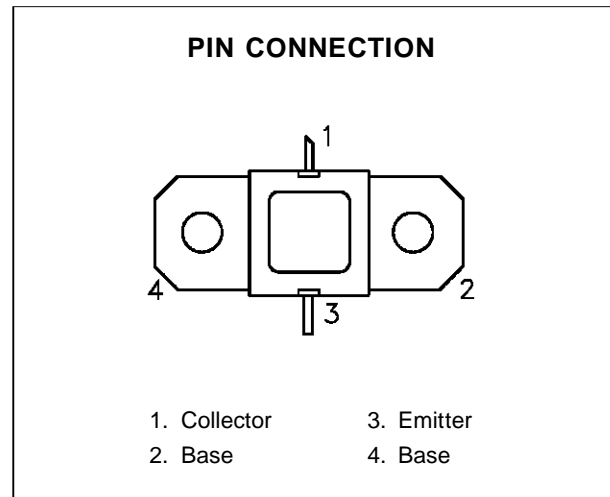 PIN CONNECTION
1
4
2
3
1. Collector
3. Emitter
2. Base
4. Base